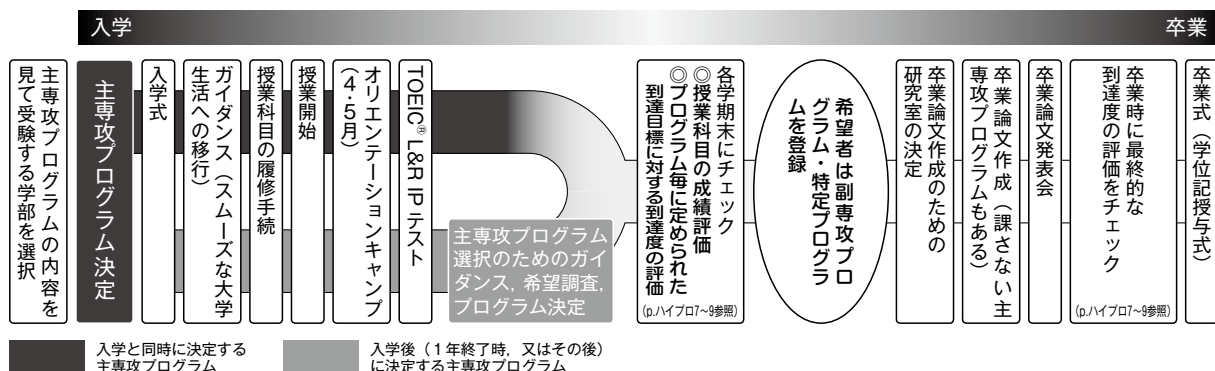 入学
卒業
主専攻プログラムの内容を
見て受験する学部を選択
主専攻プログラム決定
入学式
ガイダンス（スムーズな大学
生活への移行）
授業科目の履修手続
授業開始
オリエンテーションキャンプ
（4・5月）
TOEIC® L&R IP テスト
主専攻プログラム
選択のためのガイ
ダンス，希望調査，
プログラム決定
各学期末にチェック
◎授業科目の成績評価
◎プログラム毎に定められた
到達目標に対する到達度の評価
（p.ハイプロ7〜9参照）
希望者は副専攻プロ
グラム・特定プログラ
ムを登録
卒業論文作成のための
研究室の決定
卒業論文作成（課さない主
専攻プログラムもある）
卒業論文発表会
卒業時に最終的な
到達度の評価をチェック
（p.ハイプロ7〜9参照）
卒業式（学位記授与式）
入学と同時に決定する
主専攻プログラム
入学後（1年終了時，又はその後）
に決定する主専攻プログラム